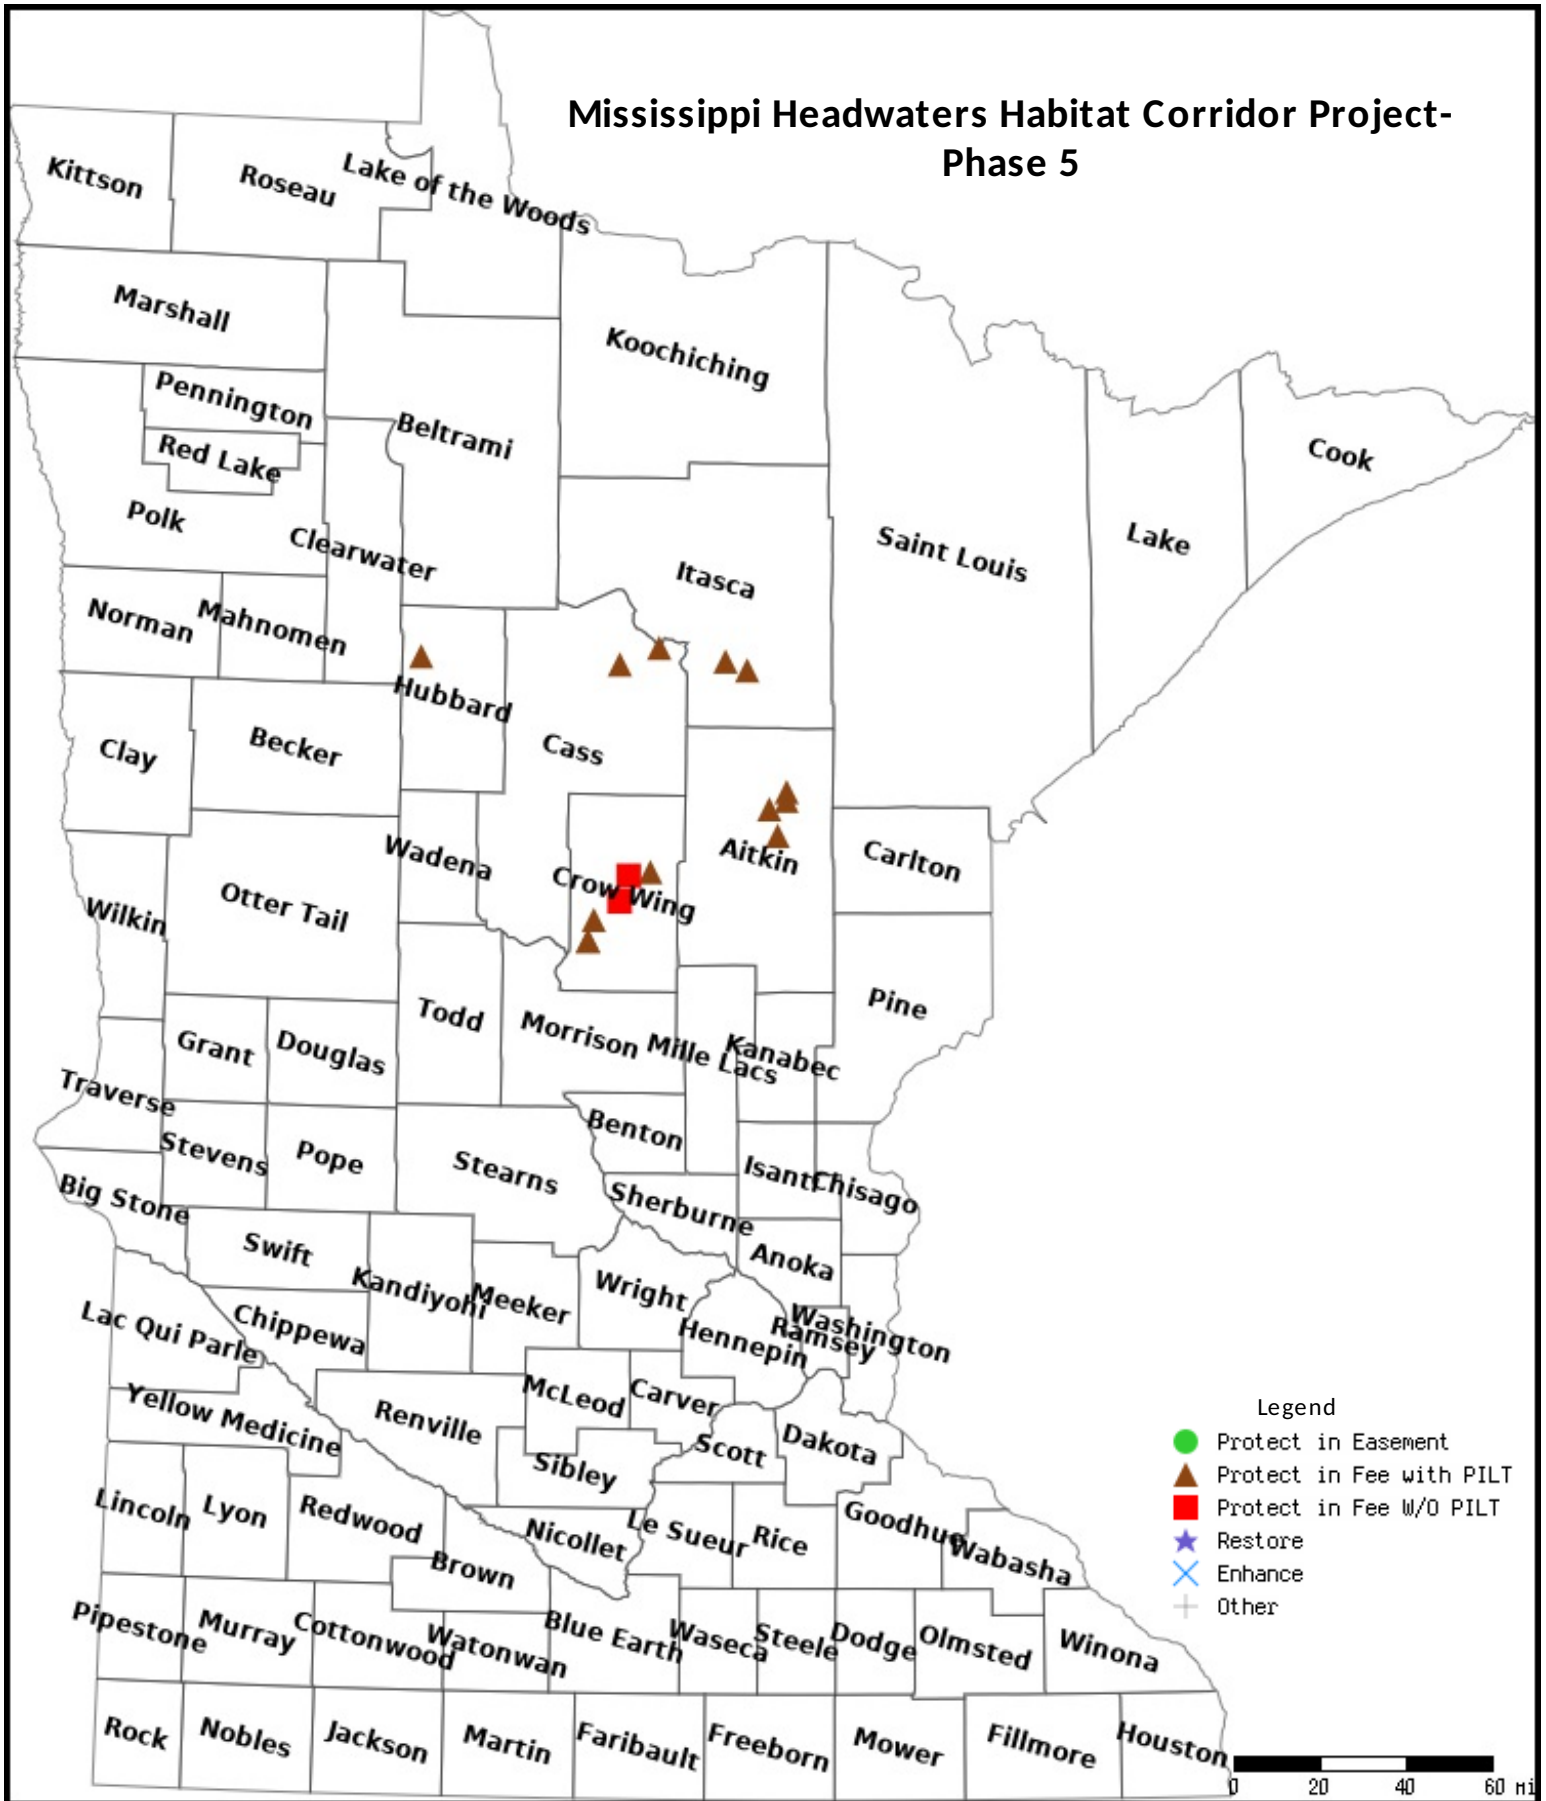 Mississippi Headwaters Habitat Corridor Project-
Phase 5
Kittson
Roseau
Lake of the Woods
Marshall
Koochiching
Pennington
Beltrami
Red Lake
Cook
Polk
Clearwater
Saint Louis
Lake
Itasca
Norman
Mahnomen
Hubbard
Clay
Becker
Cass
Wadena
Aitkin
Carlton
Otter Tail
Crow Wing
Wilkin
Pine
Todd
Morrison
Mille Lacs
Kanabec
Grant
Douglas
Traverse
Benton
Stevens
Pope
Stearns
Isanti
Chisago
Big Stone
Sherburne
Swift
Anoka
Kandiyohi
Meeker
Wright
Washington
Ramsey
Hennepin
Lac Qui Parle
Chippewa
McLeod
Carver
Yellow Medicine
Renville
Scott
Dakota
Sibley
Legend
Protect in Easement
Protect in Fee with PILT
Protect in Fee W/O PILT
Restore
Enhance
Other
Lincoln
Lyon
Redwood
Nicollet
Le Sueur
Rice
Goodhue
Wabasha
Brown
Pipestone
Murray
Cottonwood
Watonwan
Blue Earth
Waseca
Steele
Dodge
Olmsted
Winona
Rock
Nobles
Jackson
Martin
Faribault
Freeborn
Mower
Fillmore
Houston
0 20 40 60 mi